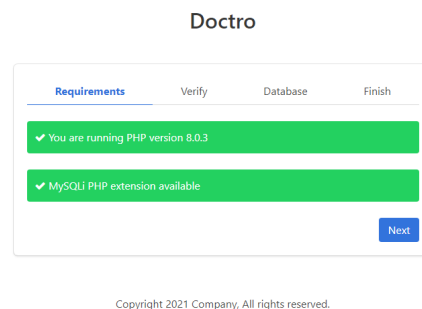 Doctro
Requirements Verify Database Finish
You are running PHP version 8.0.3
MySQLi PHP extension available
Next
Copyright 2021 Company, All rights reserved.